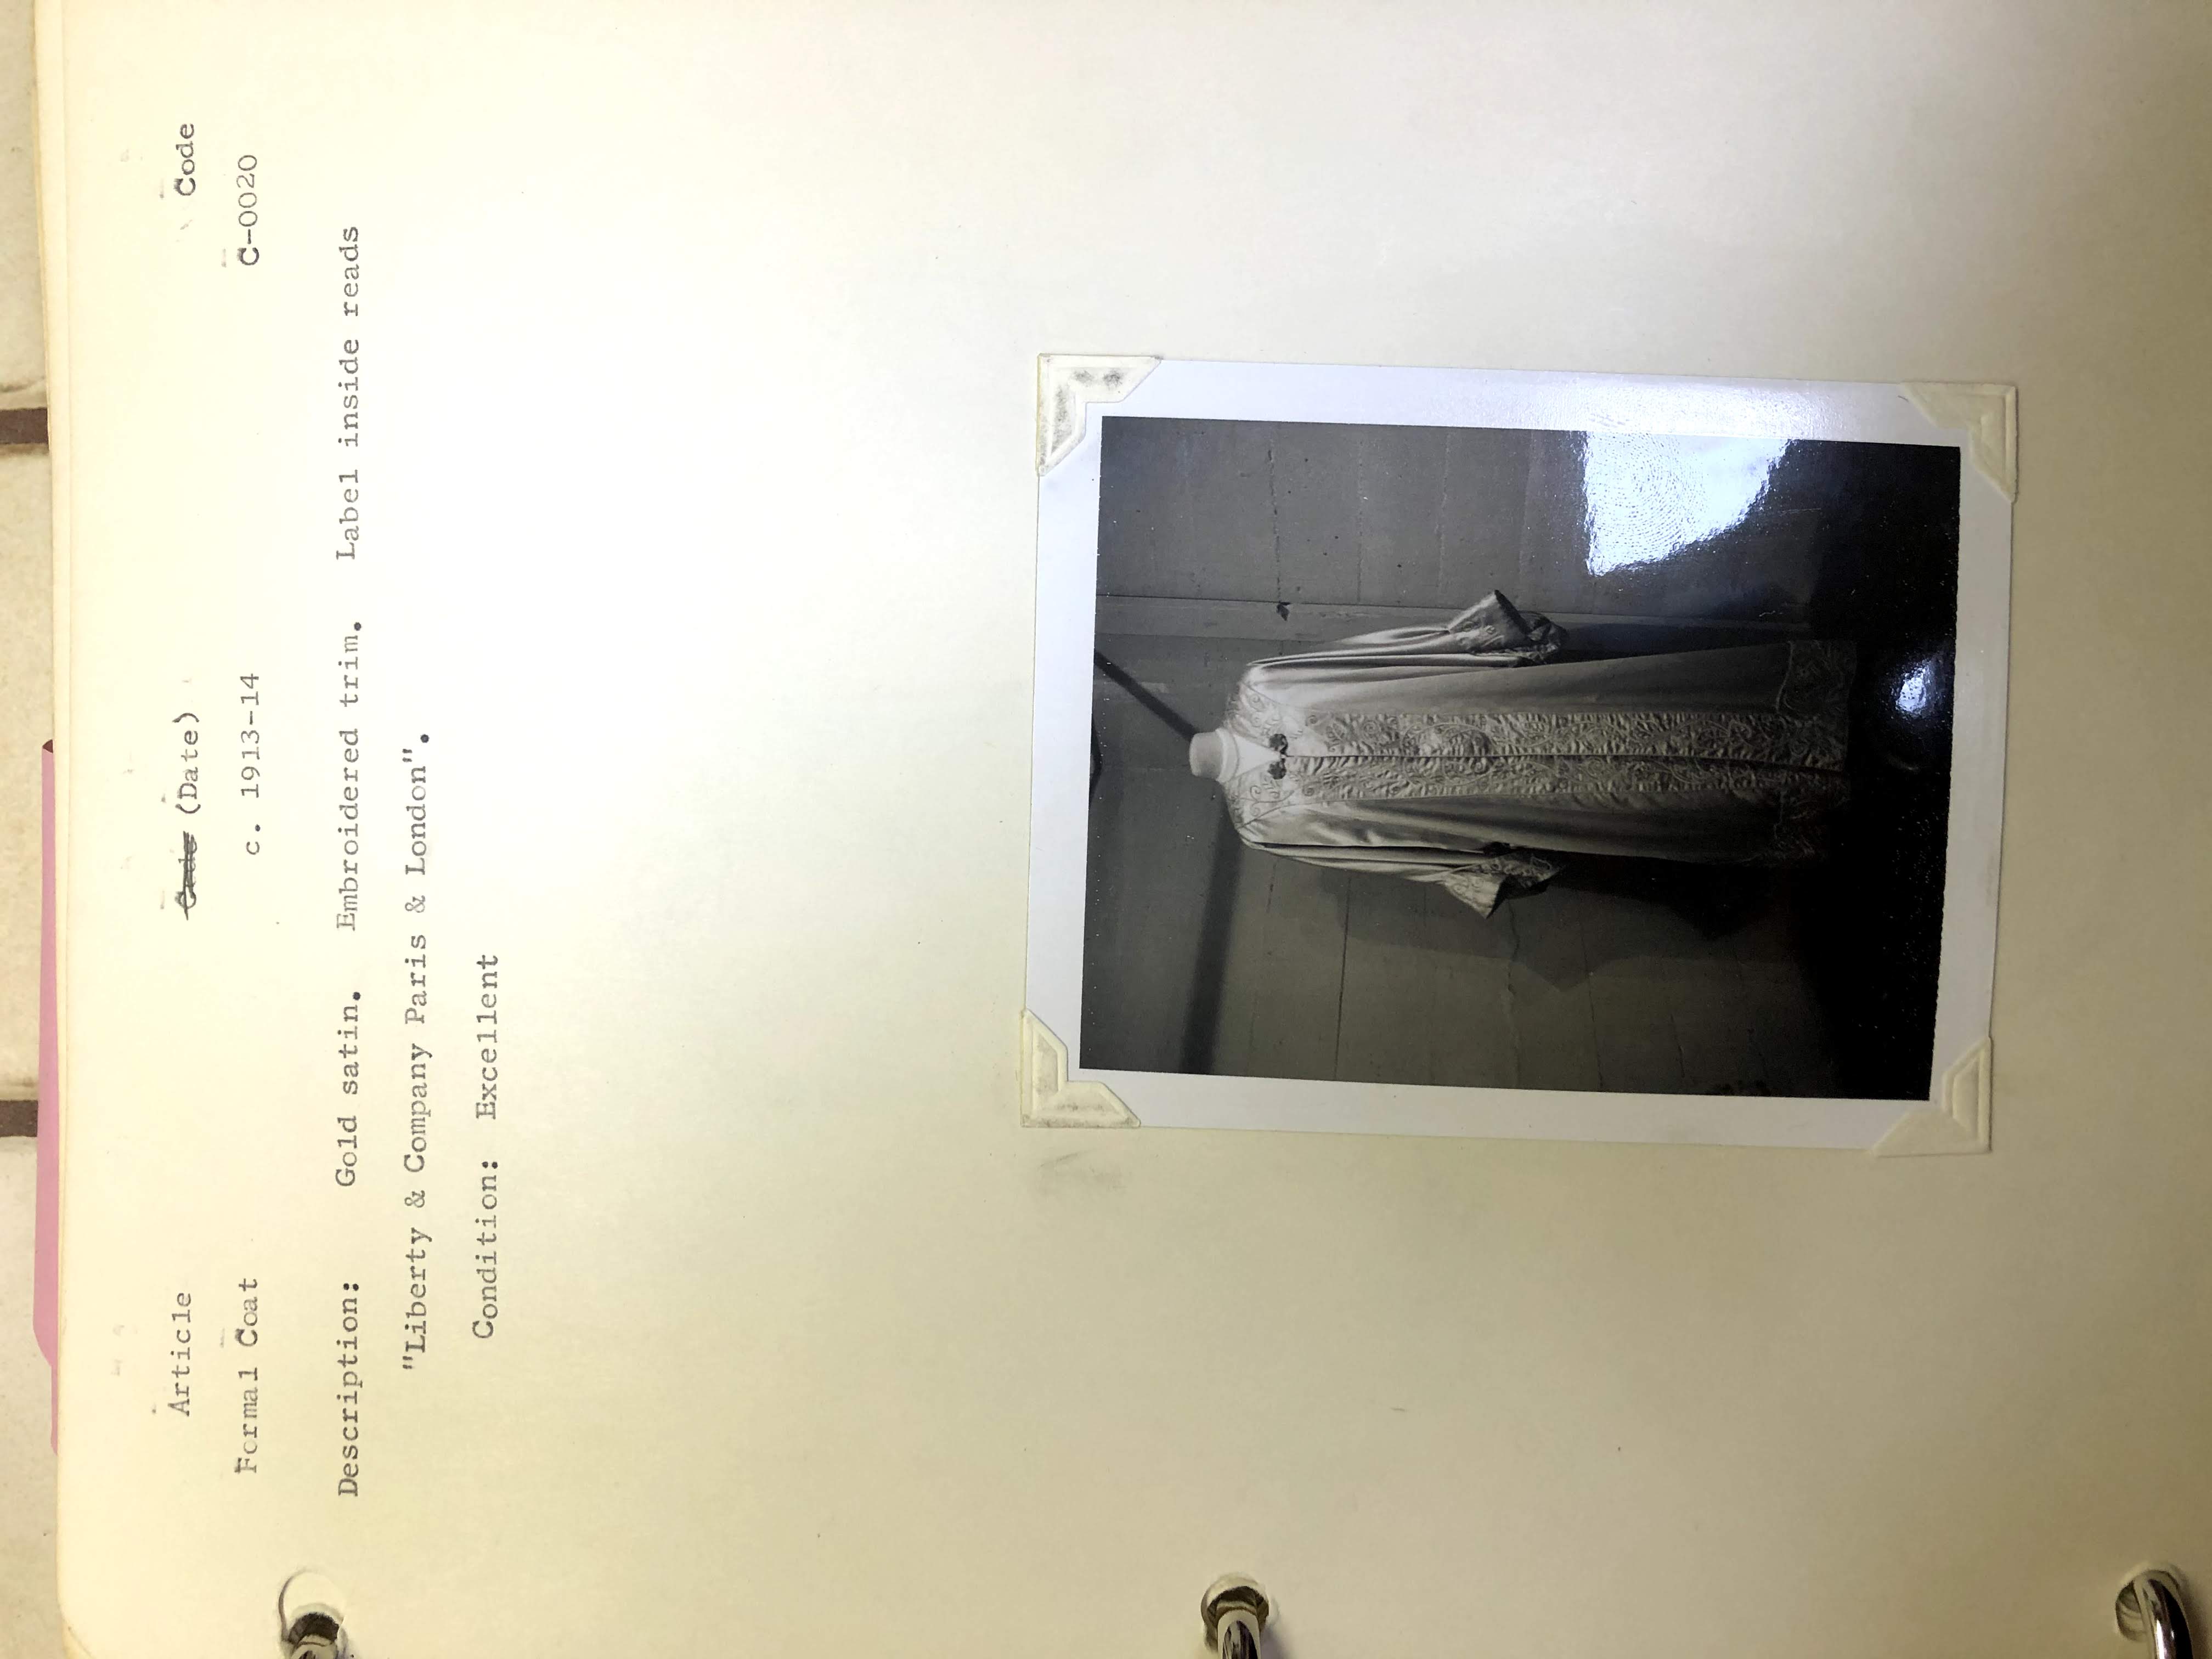 Article Code (Date) Code
Formal Coat c. 1913-14 C-0020
Description: Gold satin. Embroidered trim. Label inside reads
"Liberty & Company Paris & London".
Condition: Excellent